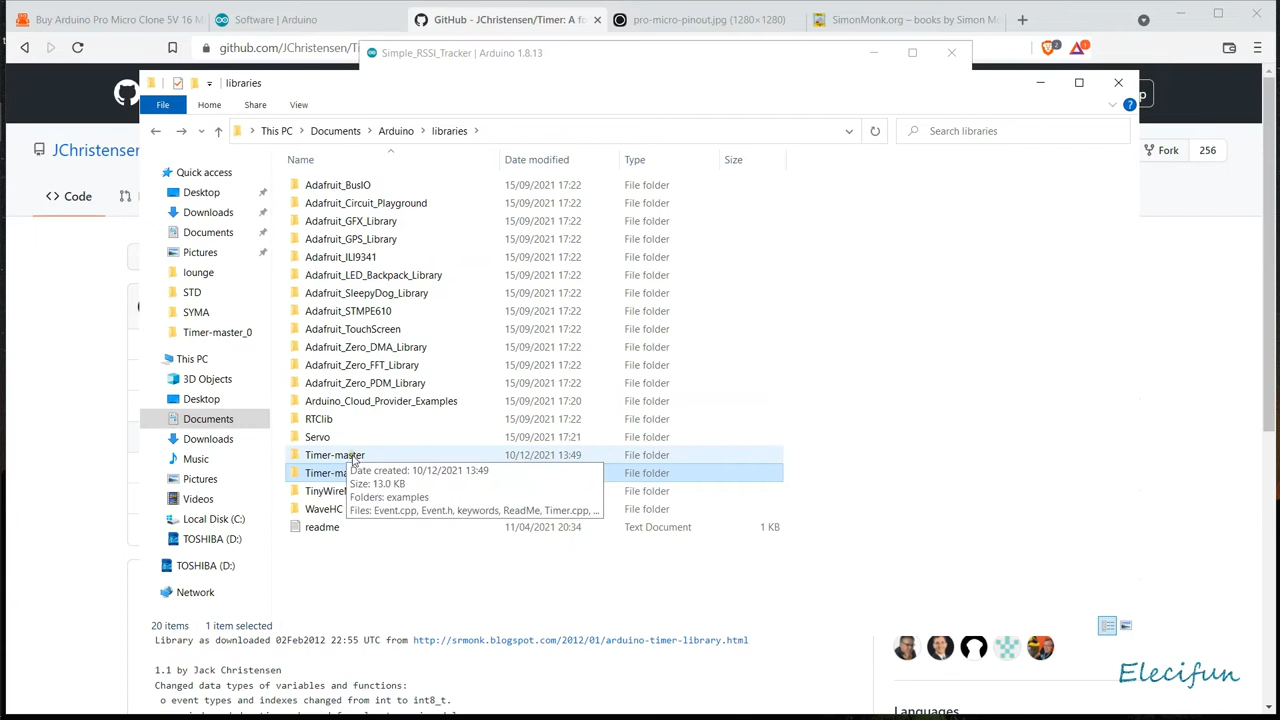 Buy Arduino Pro Micro Clone 5V 16 M
Software | Arduino
GitHub - JChristensen/Timer: A fo
pro-micro-pinout.jpg (1280×1280)
SimonMonk.org – books by Simon M
github.com/JChristensen/Ti
Simple_RSSI_Tracker | Arduino 1.8.13
2
1
libraries
File
Home
Share
View
This PC
Documents
Arduino
libraries
Search libraries
JChristensen
Fork
256
Code
Name
Date modified
Type
Size
Quick access
Desktop
Downloads
Documents
Pictures
lounge
STD
SYMA
Timer-master_0
This PC
3D Objects
Desktop
Documents
Downloads
Music
Pictures
Videos
Local Disk (C:)
TOSHIBA (D:)
TOSHIBA (D:)
Network
Adafruit_BusIO 15/09/2021 17:22 File folder
Adafruit_Circuit_Playground 15/09/2021 17:22 File folder
Adafruit_GFX_Library 15/09/2021 17:22 File folder
Adafruit_GPS_Library 15/09/2021 17:22 File folder
Adafruit_ILI9341 15/09/2021 17:22 File folder
Adafruit_LED_Backpack_Library 15/09/2021 17:22 File folder
Adafruit_SleepyDog_Library 15/09/2021 17:22 File folder
Adafruit_STMPE610 15/09/2021 17:22 File folder
Adafruit_TouchScreen 15/09/2021 17:22 File folder
Adafruit_Zero_DMA_Library 15/09/2021 17:22 File folder
Adafruit_Zero_FFT_Library 15/09/2021 17:22 File folder
Adafruit_Zero_PDM_Library 15/09/2021 17:22 File folder
Arduino_Cloud_Provider_Examples 15/09/2021 17:20 File folder
RTClib 15/09/2021 17:22 File folder
Servo 15/09/2021 17:21 File folder
Timer-master 10/12/2021 13:49 File folder
Timer-ma File folder
TinyWire File folder
WaveHC File folder
readme 11/04/2021 20:34 Text Document 1 KB
Date created: 10/12/2021 13:49
Size: 13.0 KB
Folders: examples
Files: Event.cpp, Event.h, keywords, ReadMe, Timer.cpp, ...
20 items
1 item selected
Library as downloaded 02Feb2012 22:55 UTC from http://srmonk.blogspot.com/2012/01/arduino-timer-library.html
1.1 by Jack Christensen
Changed data types of variables and functions:
o event types and indexes changed from int to int8_t.
Elecifun
Languages